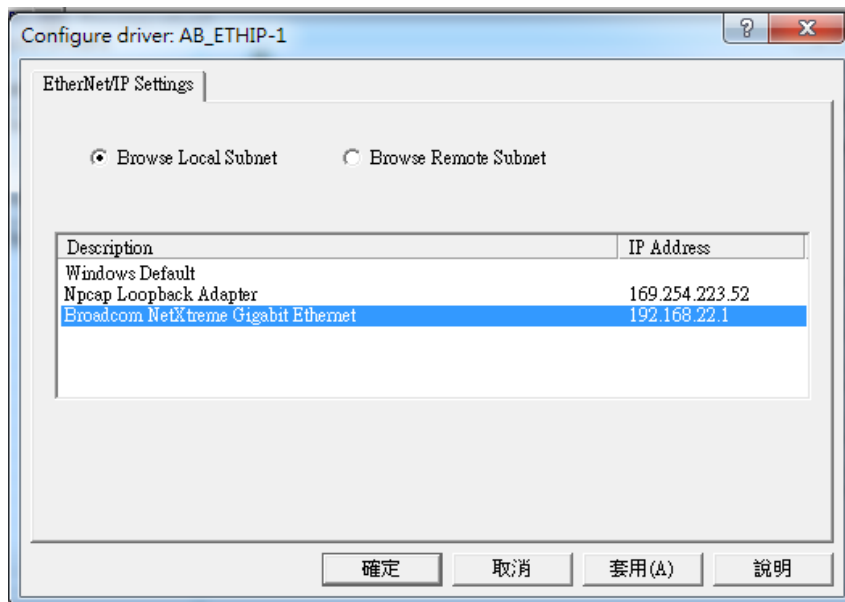 Configure driver: AB_ETHIP-1
EtherNet/IP Settings
Browse Local Subnet Browse Remote Subnet
Description IP Address
Windows Default
Npcap Loopback Adapter 169.254.223.52
Broadcom NetXtreme Gigabit Ethernet 192.168.22.1
確定 取消 套用(A) 說明